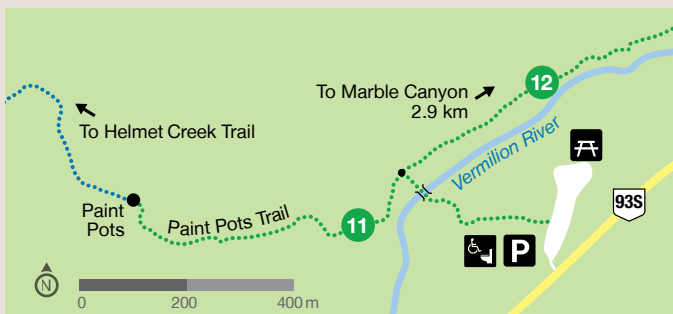 To Marble Canyon
2.9 km
12
To Helmet Creek Trail
Vermilion River
Paint
Pots
Paint Pots Trail
11
93S
P
N
0 200 400 m